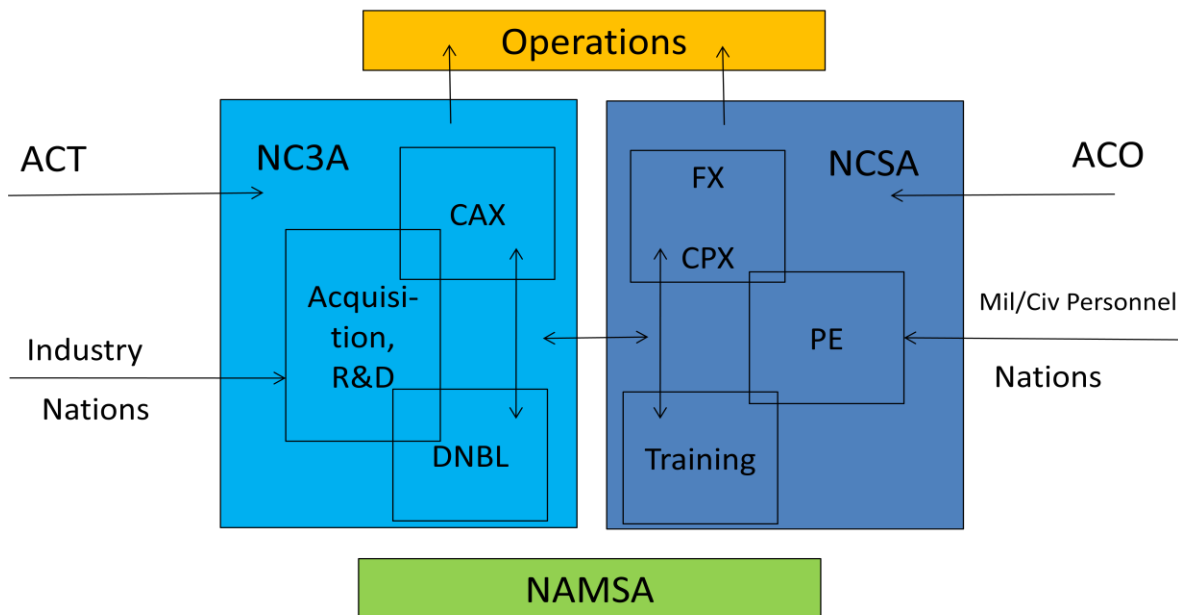 Operations
ACT
NC3A
CAX
FX
CPX
NCSA
ACO
Acquisi-
tion,
R&D
DNBL
PE
Training
Industry
Nations
Mil/Civ Personnel
Nations
NAMSA